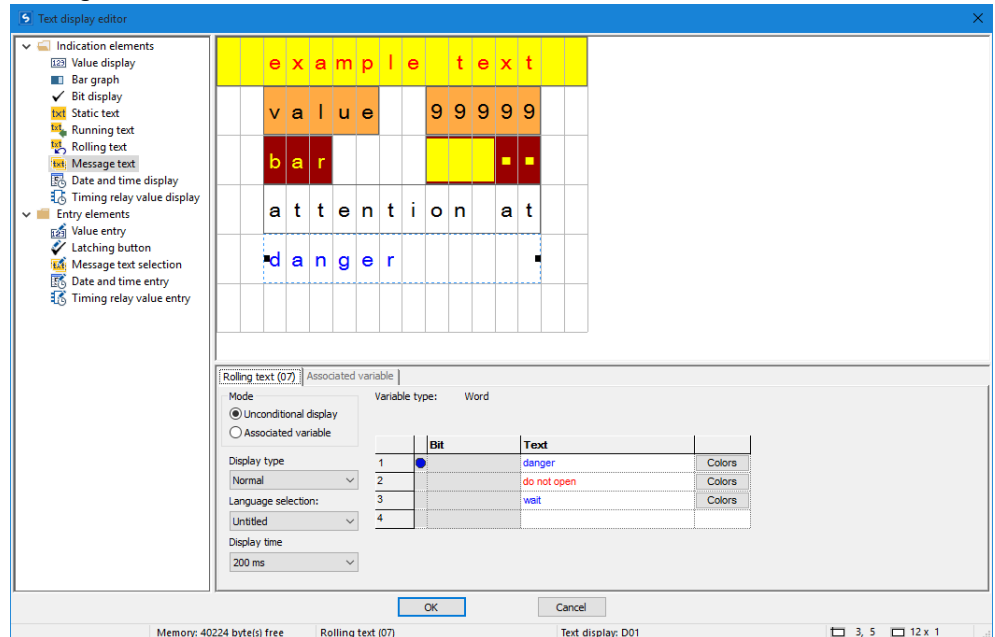 Text display editor
Indication elements
Value display
Bar graph
Bit display
Static text
Running text
Rolling text
Message text
Date and time display
Timing relay value display
Entry elements
Value entry
Latching button
Message text selection
Date and time entry
Timing relay value entry
example text
value 99999
bar
attention at
danger
Rolling text (07) Associated variable
Mode
Unconditional display
Associated variable
Display type
Normal
Language selection:
Untitled
Display time
200 ms
Variable type: Word
Bit Text
1 danger Colors
2 do not open Colors
3 wait Colors
4
OK Cancel
Memory: 40224 byte(s) free Rolling text (07) Text display: D01 3, 5 12 x 1